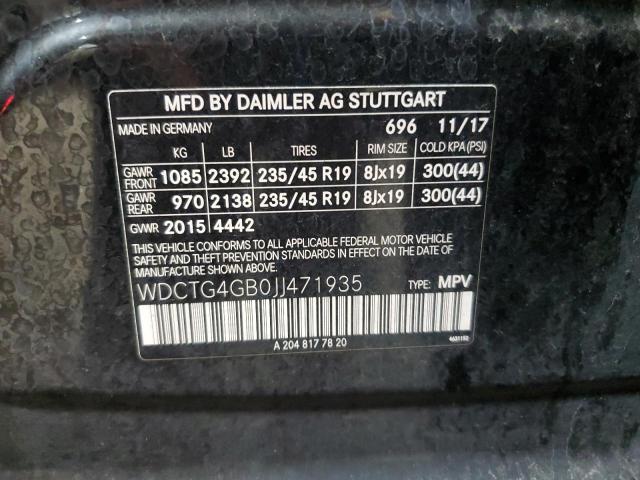 MFD BY DAIMLER AG STUTTGART
MADE IN GERMANY 696 11/17
KG LB TIRES RIM SIZE COLD KPA(PSI)
GAWR FRONT 1085 2392 235/45 R19 8Jx19 300(44)
GAWR REAR 970 2138 235/45 R19 8Jx19 300(44)
GVWR 2015 4442
THIS VEHICLE CONFORMS TO ALL APPLICABLE FEDERAL MOTOR VEHICLE
SAFETY AND THEFT PREVENTION STANDARDS IN EFFECT ON THE DATE
OF MANUFACTURE SHOWN ABOVE.
WDCTG4GB0JJ471935 TYPE: MPV
A 204 817 78 20